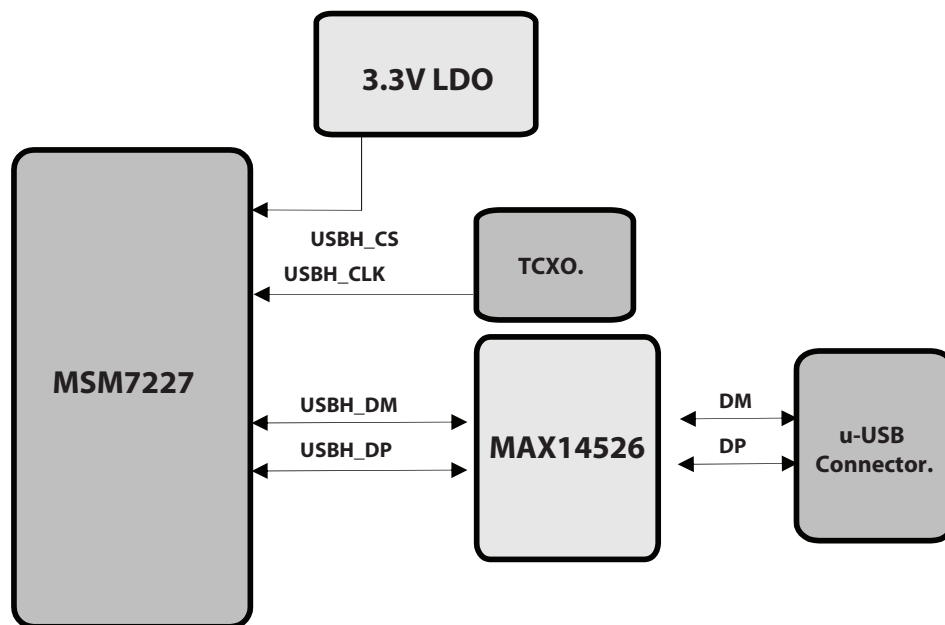 3.3V LDO
USBH_CS
USBH_CLK
TCXO.
MSM7227
USBH_DM
USBH_DP
MAX14526
DM
DP
u-USB
Connector.